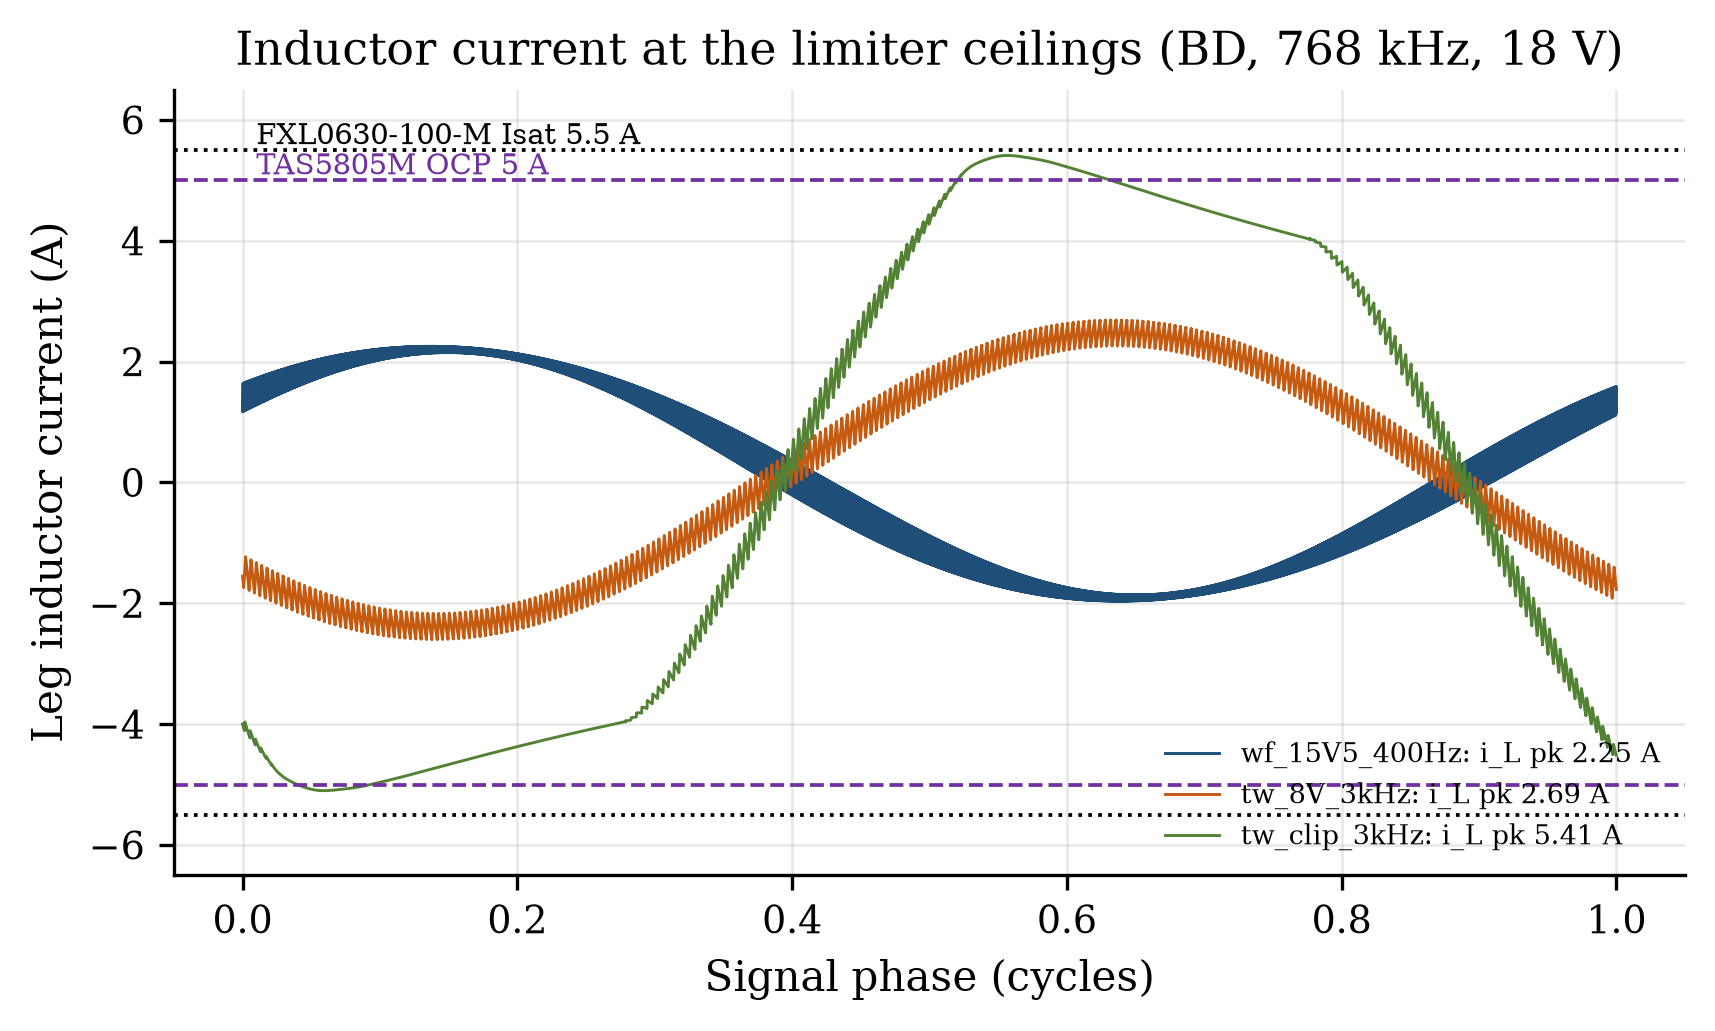 Inductor current at the limiter ceilings (BD, 768 kHz, 18 V)
Leg inductor current (A)
6
4
2
0
−2
−4
−6
FXL0630-100-M Isat 5.5 A
TAS5805M OCP 5 A
wf_15V5_400Hz: i_L pk 2.25 A
tw_8V_3kHz: i_L pk 2.69 A
tw_clip_3kHz: i_L pk 5.41 A
0.0 0.2 0.4 0.6 0.8 1.0
Signal phase (cycles)